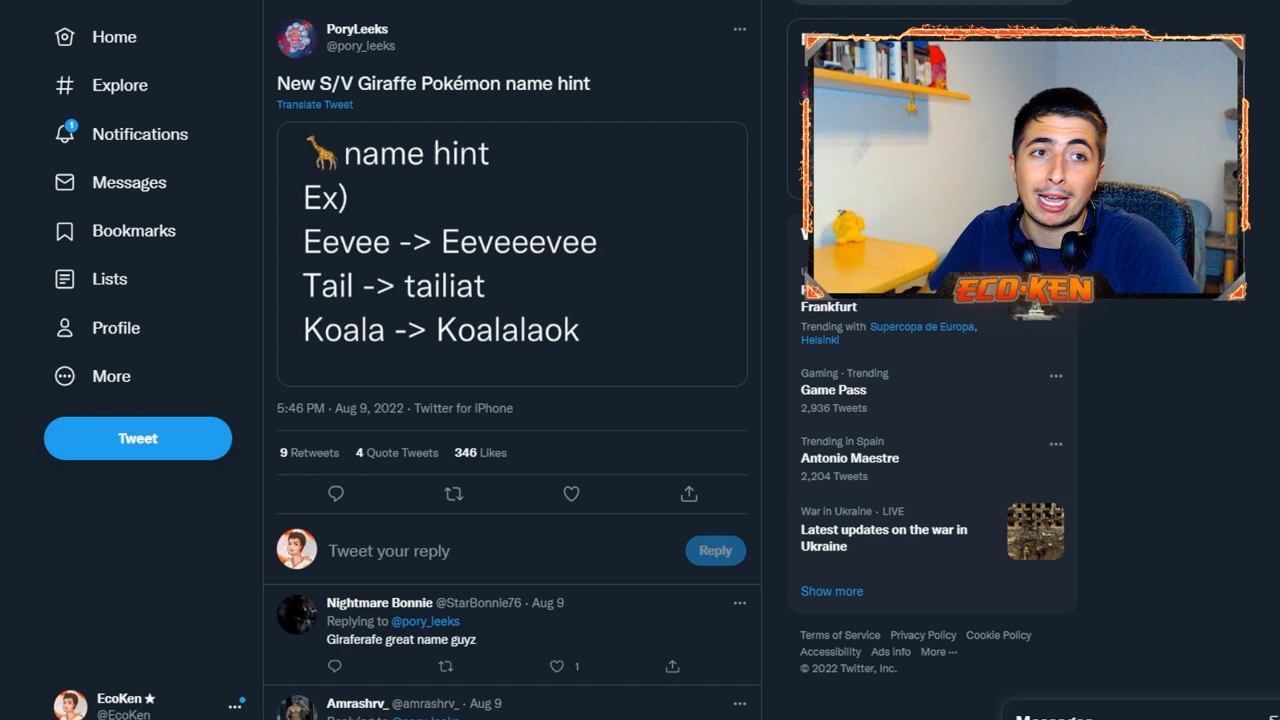 Home
Explore
1
Notifications
Messages
Bookmarks
Lists
Profile
More
Tweet
EcoKen ★
@EcoKen
PoryLeeks
@pory_leeks
New S/V Giraffe Pokémon name hint
Translate Tweet
name hint
Ex)
Eevee -> Eeveeevee
Tail -> tailiat
Koala -> Koalalaok
5:46 PM · Aug 9, 2022 · Twitter for iPhone
9 Retweets 4 Quote Tweets 346 Likes
Tweet your reply
Reply
Nightmare Bonnie @StarBonnie76 · Aug 9
Replying to @pory_leeks
Giraferafe great name guyz
1
Amrashrv_ @amrashrv_ · Aug 9
Replying to @pory_leeks
ECO·KEN
Frankfurt
Trending with Supercopa de Europa,
Helsinki
Gaming · Trending
Game Pass
2,936 Tweets
Trending in Spain
Antonio Maestre
2,204 Tweets
War in Ukraine · LIVE
Latest updates on the war in
Ukraine
Show more
Terms of Service Privacy Policy Cookie Policy
Accessibility Ads info More ···
© 2022 Twitter, Inc.
Messages